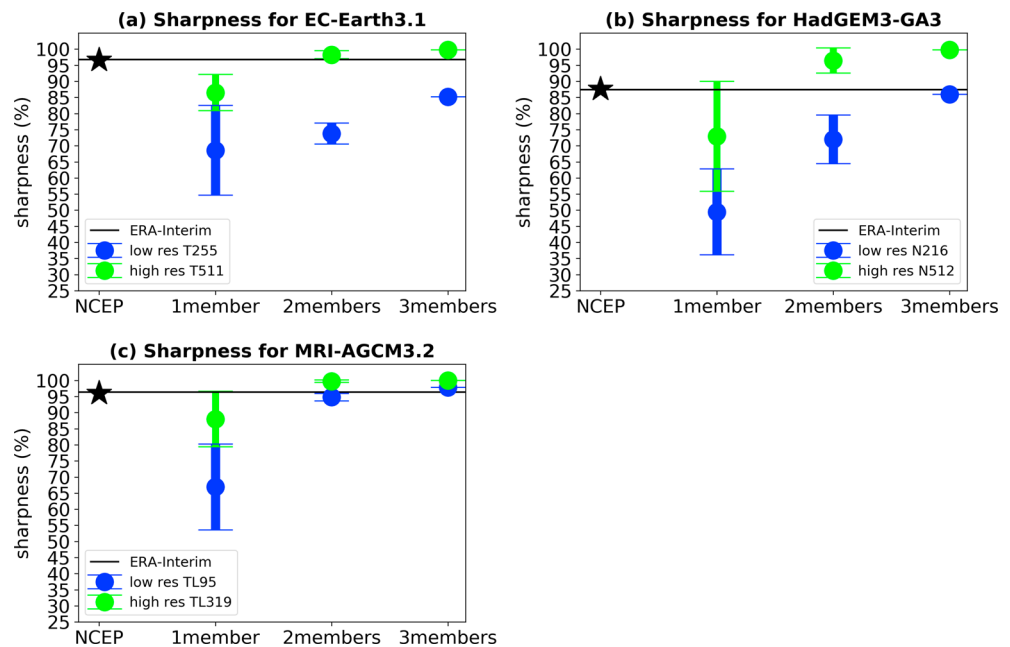 (a) Sharpness for EC-Earth3.1
100
95
90
85
80
75
70
65
60
55
50
45
40
35
30
25
sharpness (%)
ERA-Interim
low res T255
high res T511
NCEP 1member 2members 3members
(b) Sharpness for HadGEM3-GA3
100
95
90
85
80
75
70
65
60
55
50
45
40
35
30
25
sharpness (%)
ERA-Interim
low res N216
high res N512
NCEP 1member 2members 3members
(c) Sharpness for MRI-AGCM3.2
100
95
90
85
80
75
70
65
60
55
50
45
40
35
30
25
sharpness (%)
ERA-Interim
low res TL95
high res TL319
NCEP 1member 2members 3members